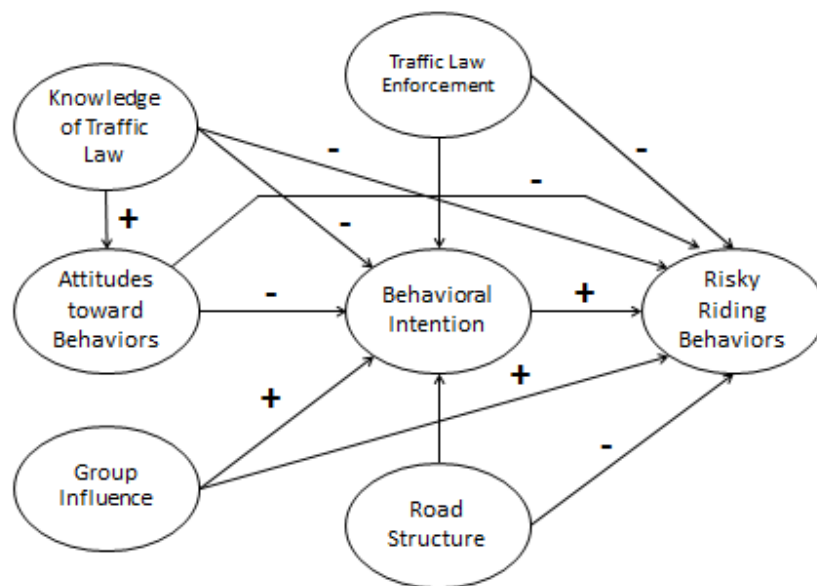 Traffic Law
Enforcement
Knowledge
of Traffic
Law
-
-
-
+
-
Attitudes
toward
Behaviors
-
Behavioral
Intention
+
Risky
Riding
Behaviors
+
+
-
Group
Influence
Road
Structure